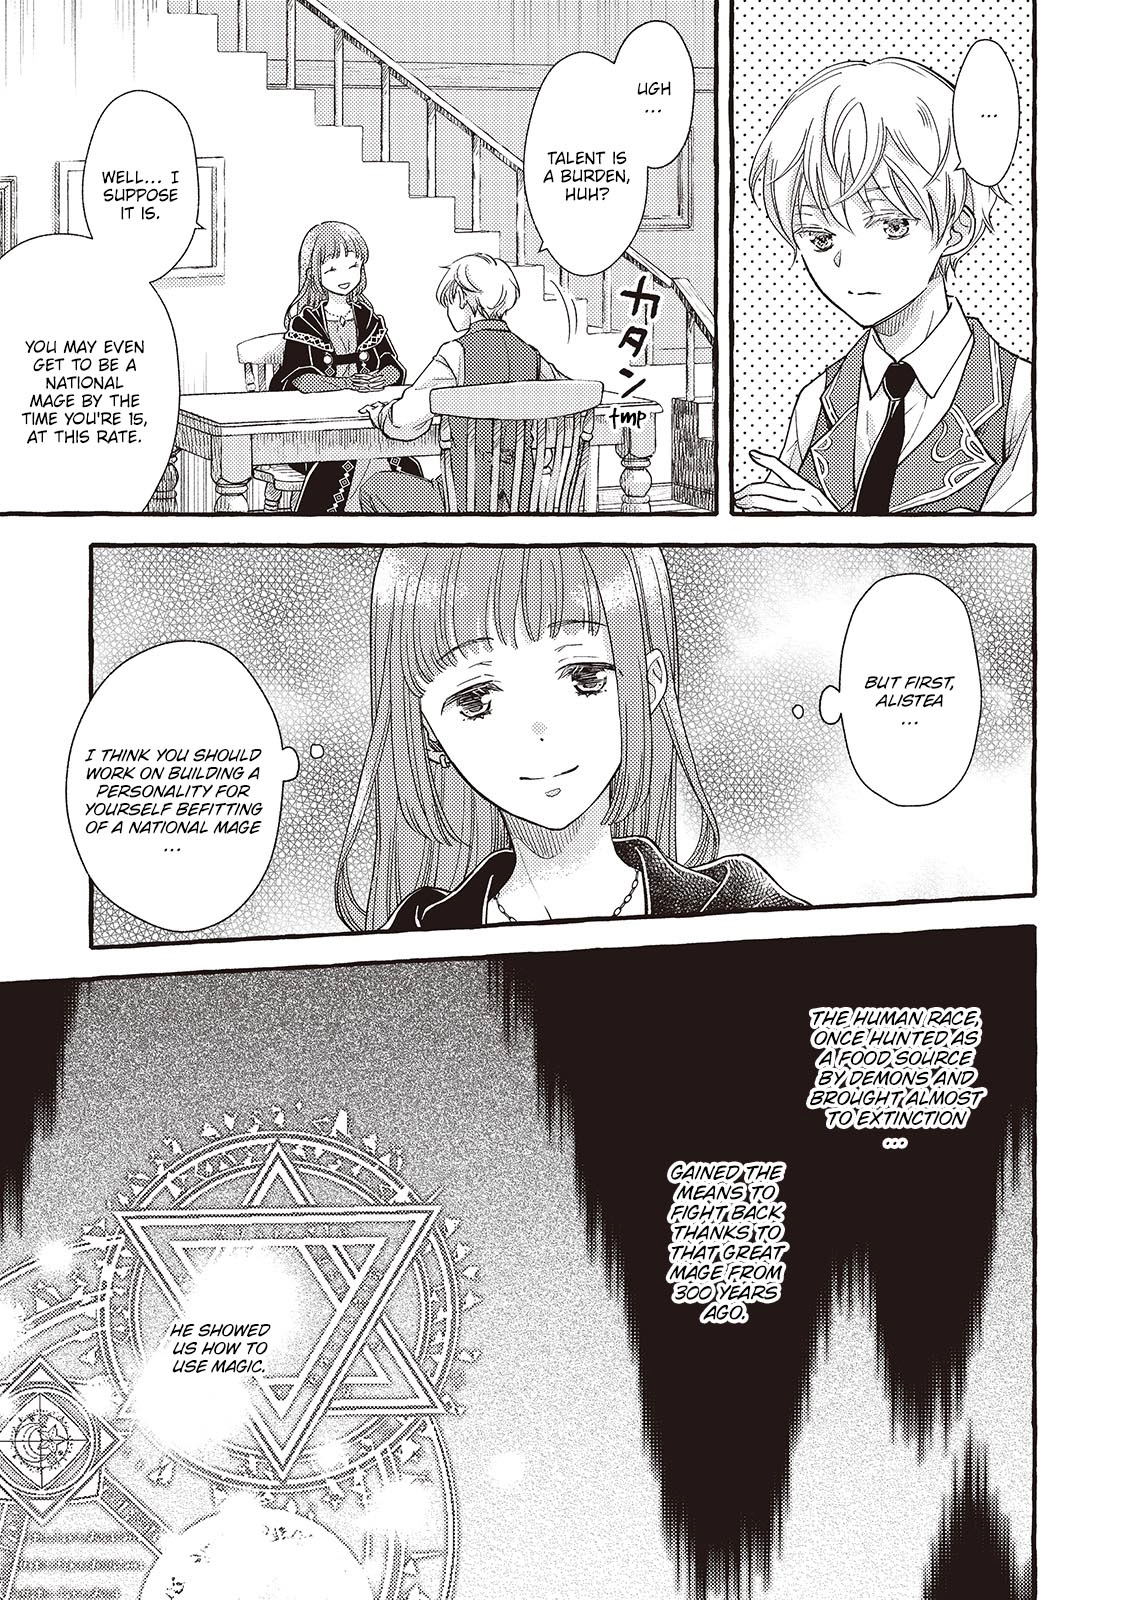 ...
UGH
...
TALENT IS
A BURDEN,
HUH?
カタン
tmp
WELL... I
SUPPOSE
IT IS.
YOU MAY EVEN
GET TO BE A
NATIONAL
MAGE BY THE
TIME YOU'RE 15,
AT THIS RATE.
BUT FIRST,
ALISTEA
...
I THINK YOU SHOULD
WORK ON BUILDING A
PERSONALITY FOR
YOURSELF BEFITTING
OF A NATIONAL MAGE
...
THE HUMAN RACE,
ONCE HUNTED AS
A FOOD SOURCE
BY DEMONS AND
BROUGHT ALMOST
TO EXTINCTION
...
GAINED THE
MEANS TO
FIGHT BACK
THANKS TO
THAT GREAT
MAGE FROM
300 YEARS
AGO.
HE SHOWED
US HOW TO
USE MAGIC.